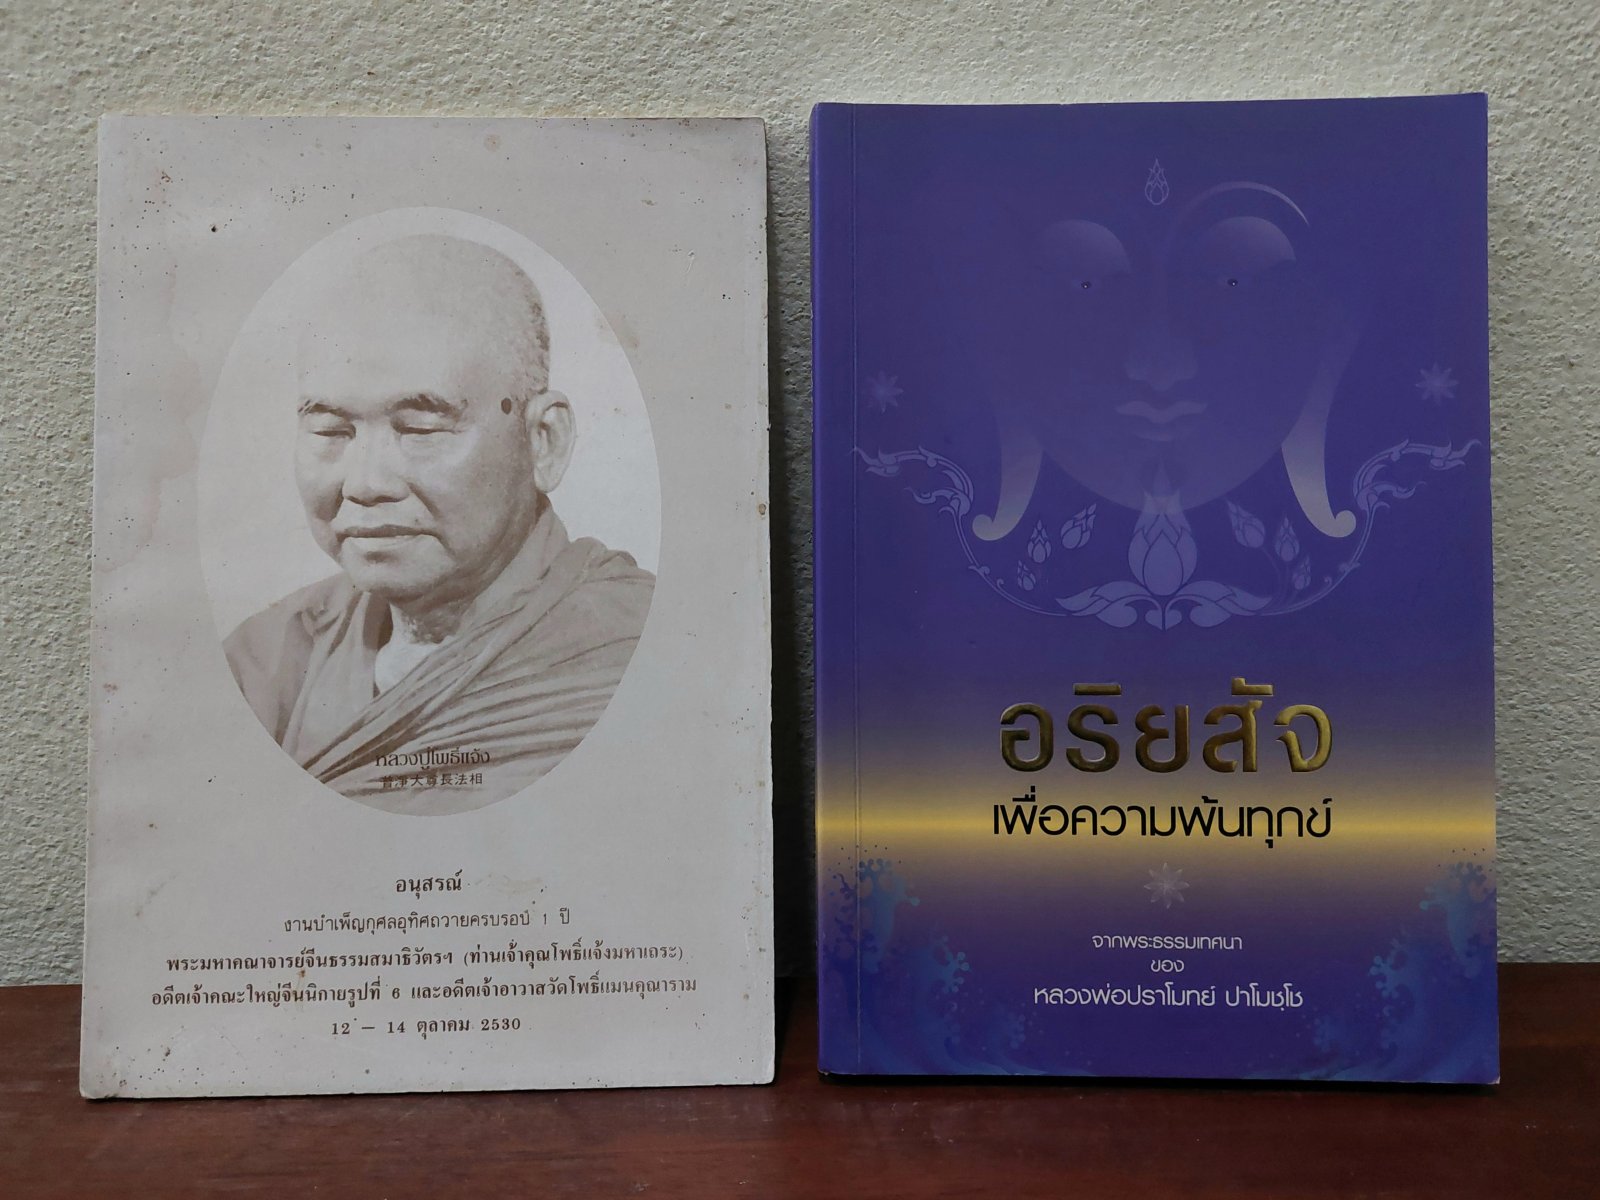 หลวงปู่โพธิ์แจ้ง
普淨大尊長法相
อนุสรณ์
งานบำเพ็ญกุศลอุทิศถวายครบรอบ 1 ปี
พระมหาคณาจารย์จีนธรรมสมาธิวัตรฯ (ท่านเจ้าคุณโพธิ์แจ้งมหาเถระ)
อดีตเจ้าคณะใหญ่จีนนิกายรูปที่ 6 และอดีตเจ้าอาวาสวัดโพธิ์แมนคุณาราม
12 – 14 ตุลาคม 2530
อริยสัจ
เพื่อความพ้นทุกข์
จากพระธรรมเทศนา
ของ
หลวงพ่อปราโมทย์ ปาโมชฺโช